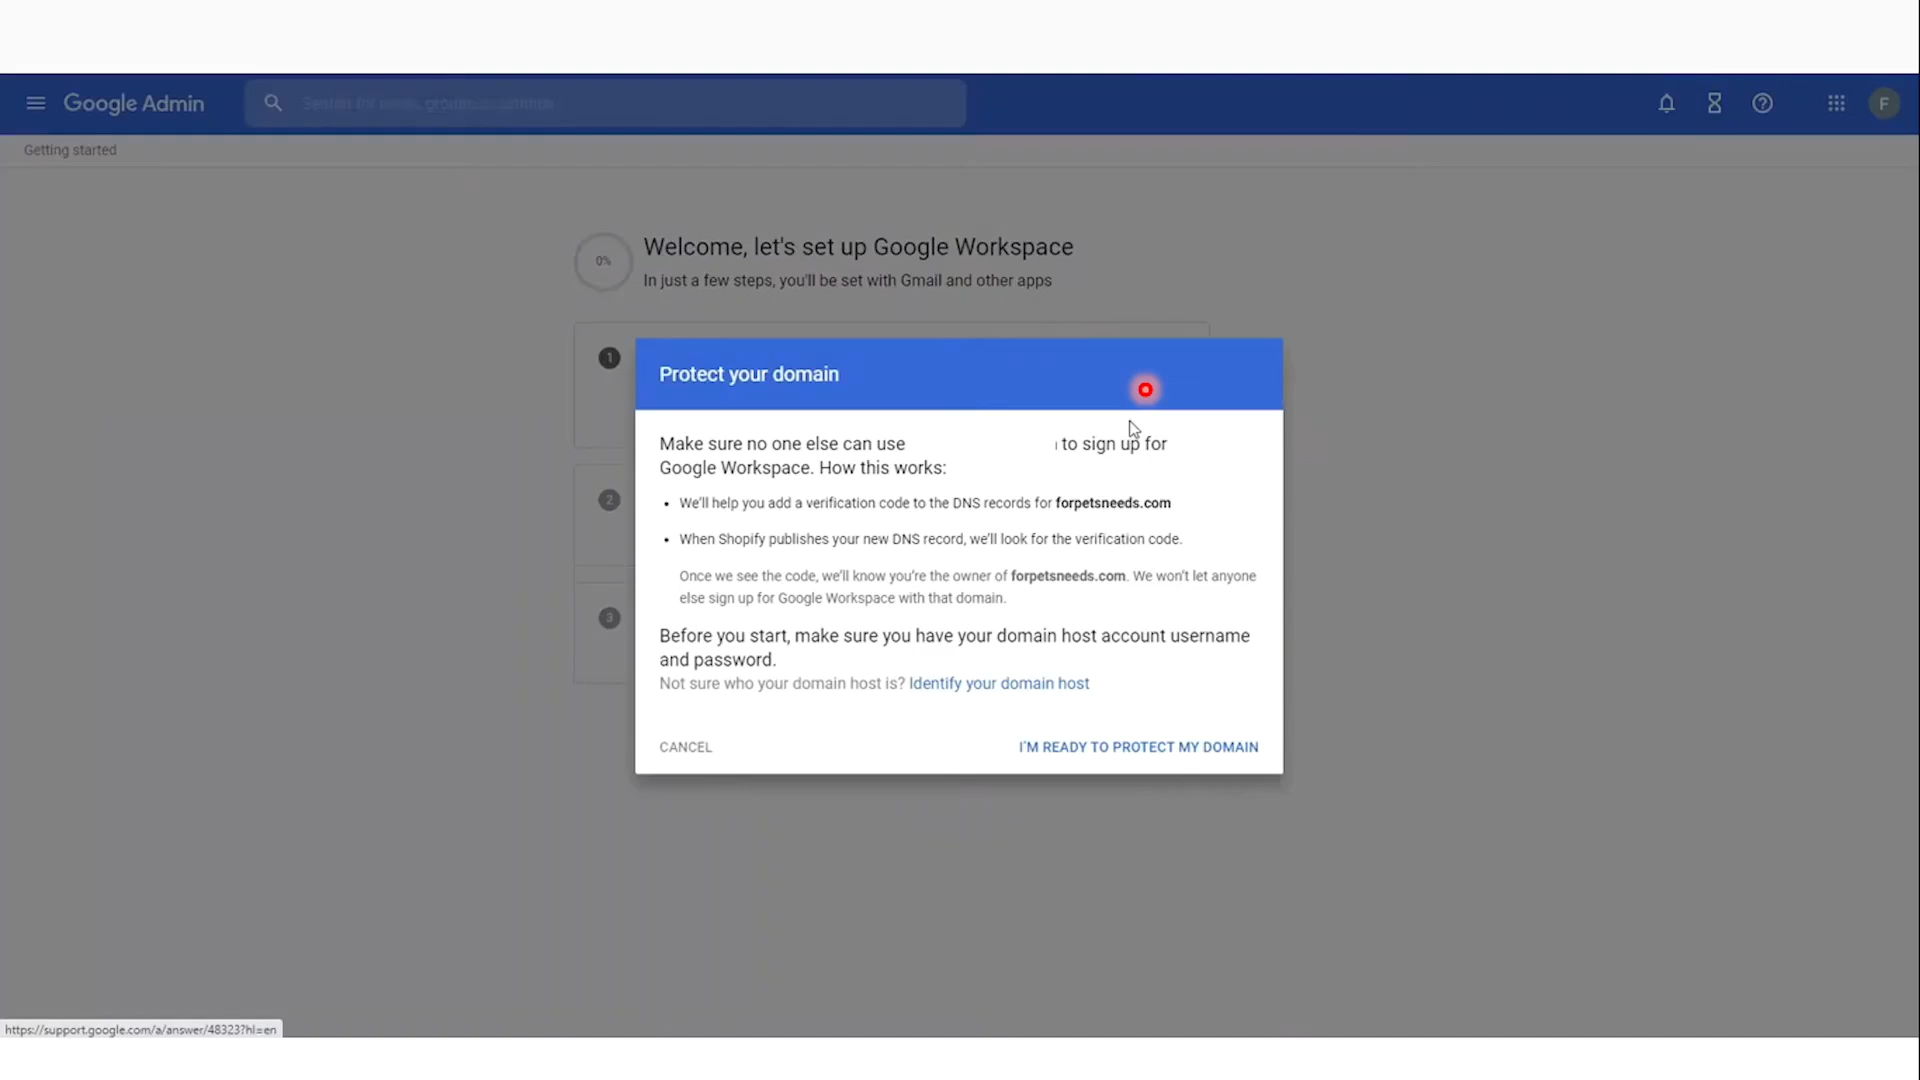 Google Admin
Search for users, groups or settings
F
Getting started
0%
Welcome, let's set up Google Workspace
In just a few steps, you'll be set with Gmail and other apps
1
2
3
Protect your domain
Make sure no one else can use to sign up for
Google Workspace. How this works:
• We'll help you add a verification code to the DNS records for forpetsneeds.com
• When Shopify publishes your new DNS record, we'll look for the verification code.
Once we see the code, we'll know you're the owner of forpetsneeds.com. We won't let anyone
else sign up for Google Workspace with that domain.
Before you start, make sure you have your domain host account username
and password.
Not sure who your domain host is? Identify your domain host
CANCEL
I'M READY TO PROTECT MY DOMAIN
https://support.google.com/a/answer/48323?hl=en